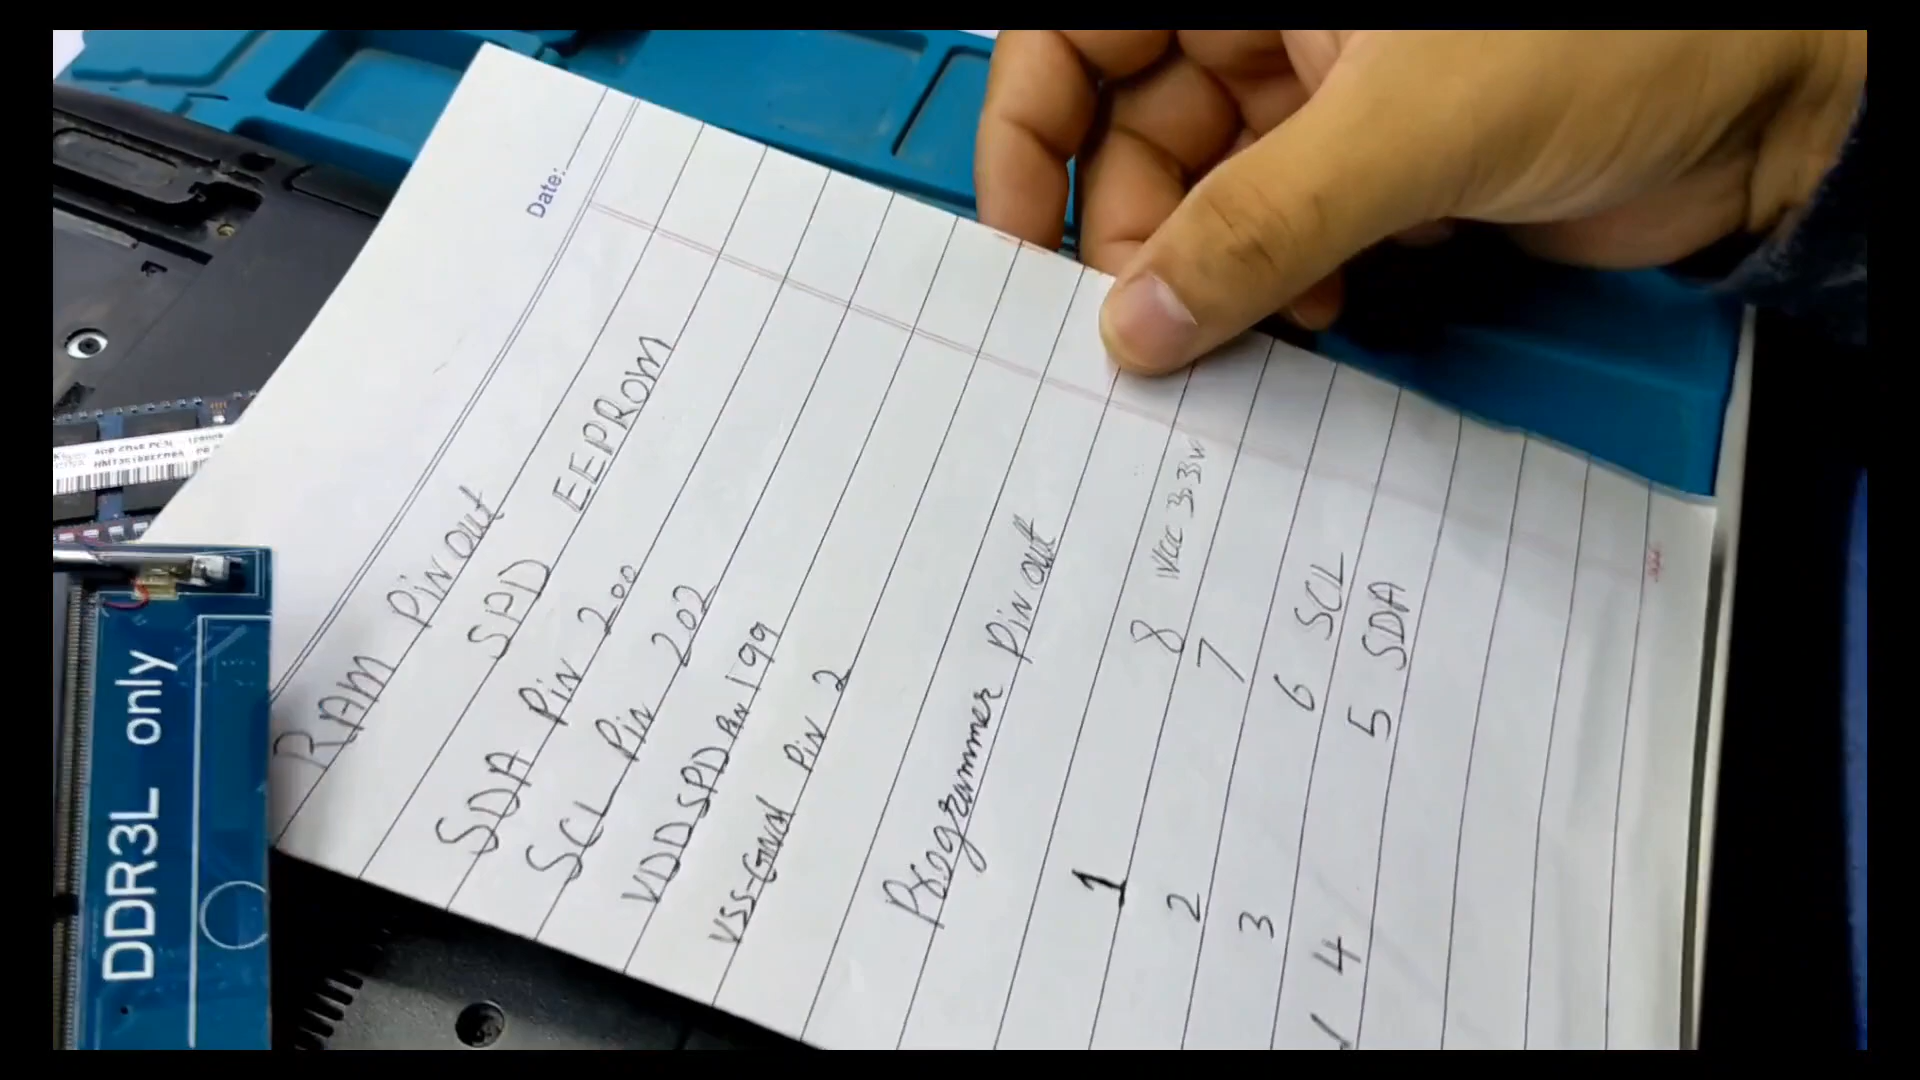 Date:
RAM Pin out
SPD EEPROM
SDA Pin 200
SCL Pin 202
VDDSPD Pin 199
VSS-Gnd Pin 2
Programmer Pin out
1 8 VCC 3.3v
2 7
3 6 SCL
4 5 SDA
DDR3L only